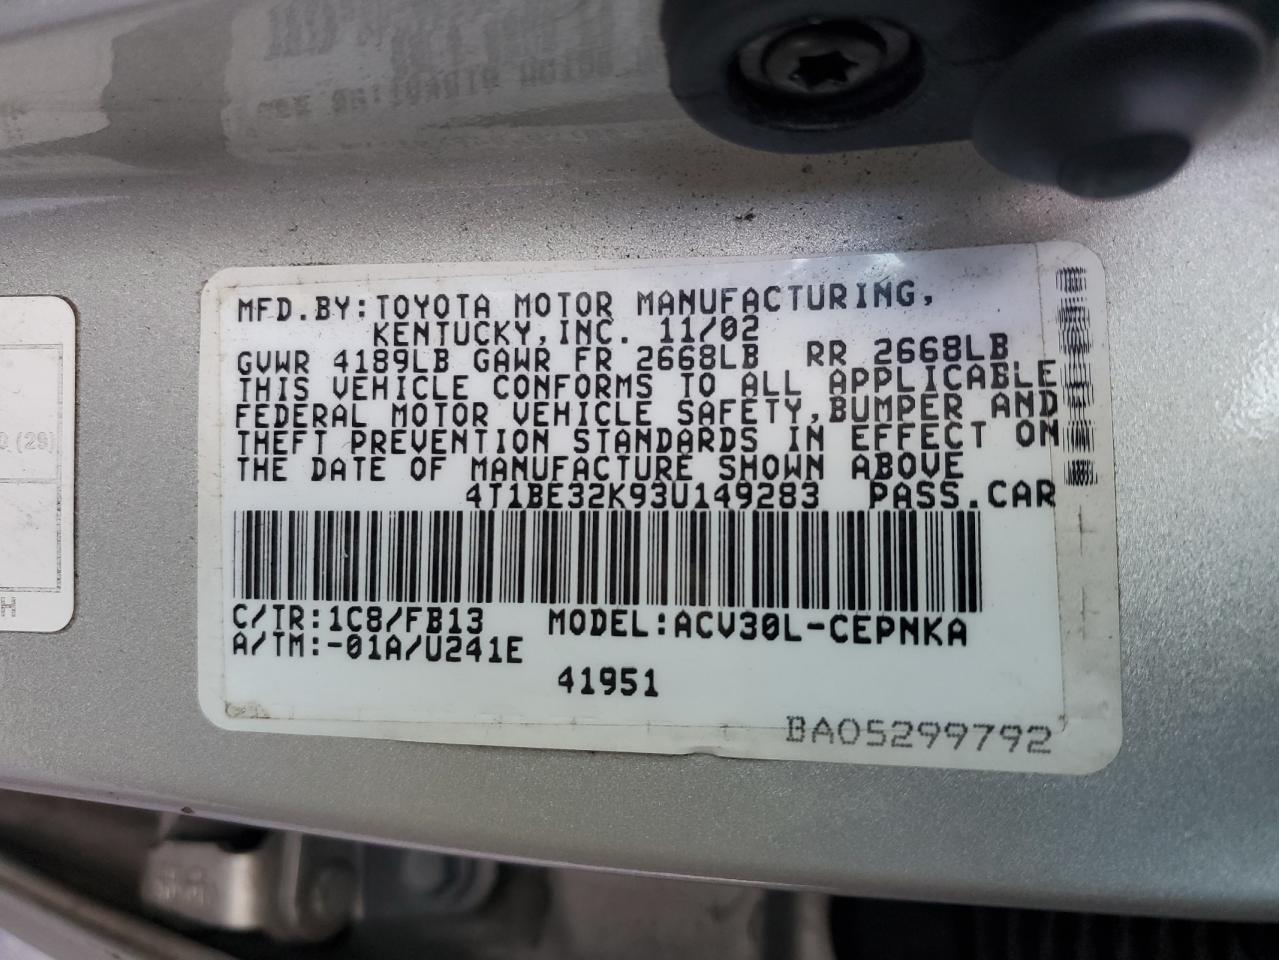 MFD.BY:TOYOTA MOTOR MANUFACTURING,
KENTUCKY,INC. 11/02
GVWR 4189LB GAWR FR 2668LB RR 2668LB
THIS VEHICLE CONFORMS TO ALL APPLICABLE
FEDERAL MOTOR VEHICLE SAFETY,BUMPER AND
THEFT PREVENTION STANDARDS IN EFFECT ON
THE DATE OF MANUFACTURE SHOWN ABOVE
4T1BE32K93U149283 PASS.CAR
C/TR:1C8/FB13 MODEL:ACV30L-CEPNKA
A/TM:-01A/U241E
41951
BA05299792
(29)
H